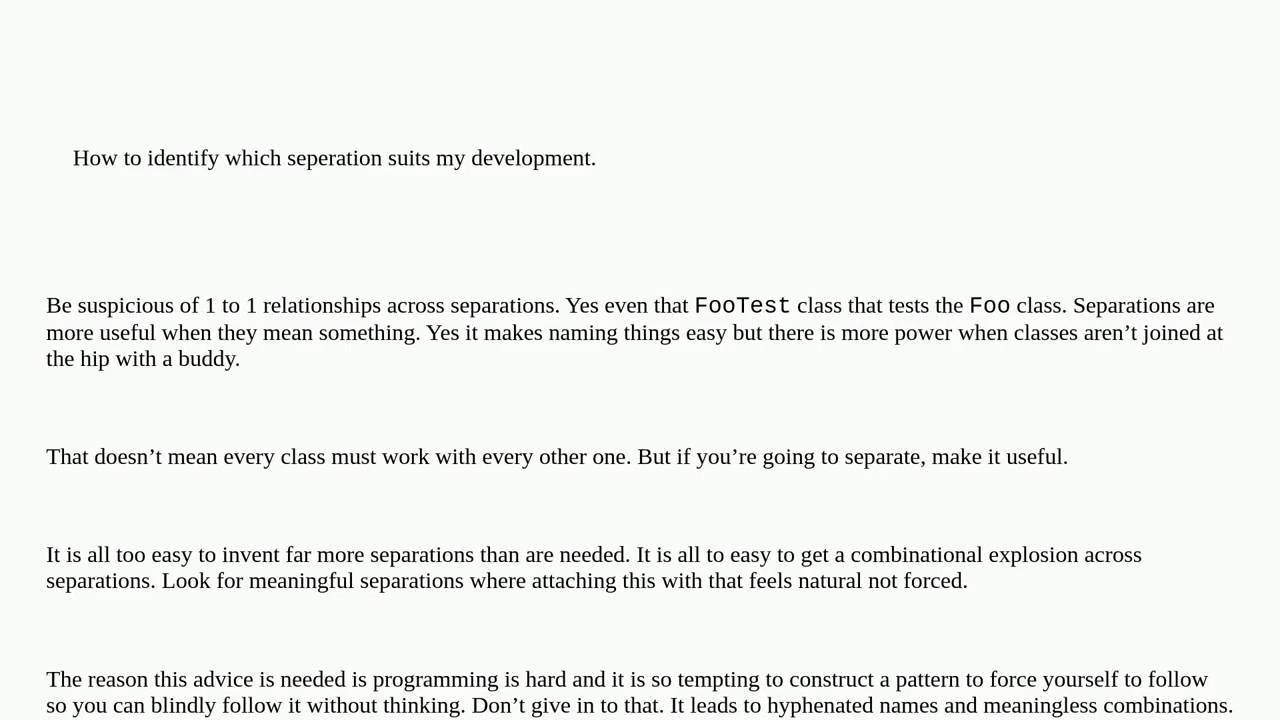 How to identify which seperation suits my development.
Be suspicious of 1 to 1 relationships across separations. Yes even that FooTest class that tests the Foo class. Separations are
more useful when they mean something. Yes it makes naming things easy but there is more power when classes aren’t joined at
the hip with a buddy.
That doesn’t mean every class must work with every other one. But if you’re going to separate, make it useful.
It is all too easy to invent far more separations than are needed. It is all to easy to get a combinational explosion across
separations. Look for meaningful separations where attaching this with that feels natural not forced.
The reason this advice is needed is programming is hard and it is so tempting to construct a pattern to force yourself to follow
so you can blindly follow it without thinking. Don’t give in to that. It leads to hyphenated names and meaningless combinations.